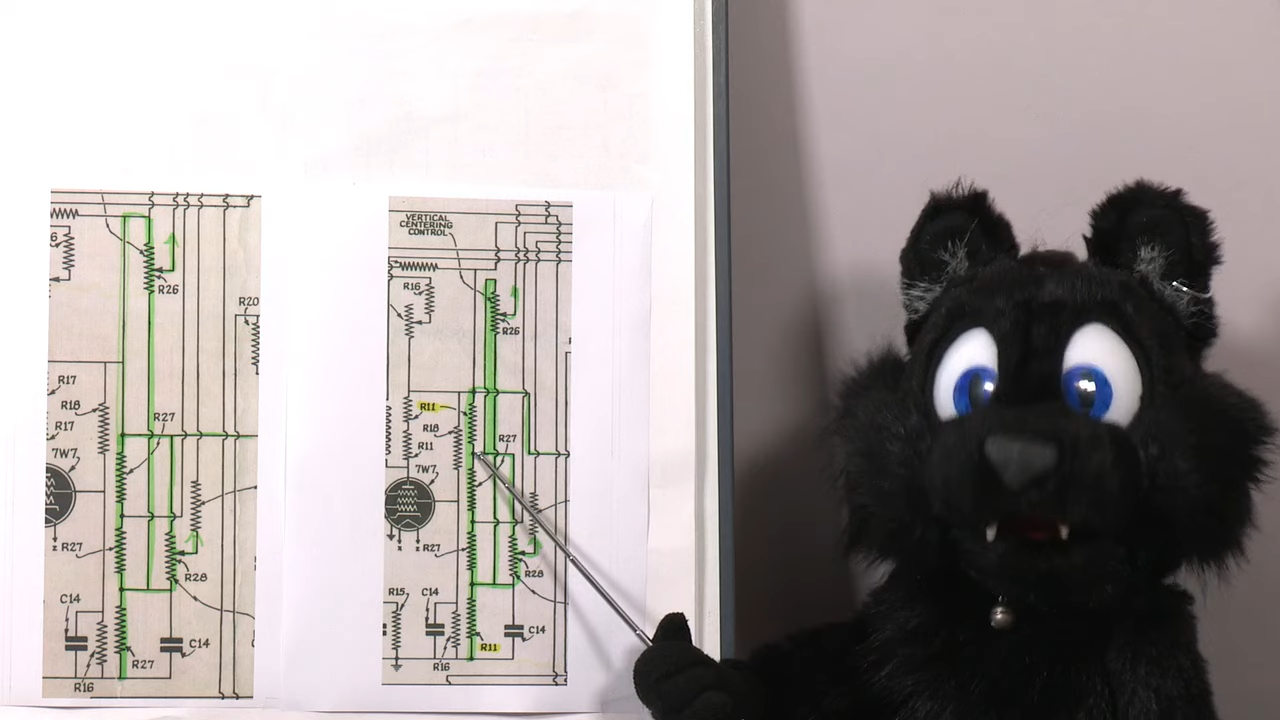 6
R26
R20
R17
R18
R27
R17
7W7
z
R27
R28
C14
C14
R27
R16
VERTICAL
CENTERING
CONTROL
R16
R26
R11
R18
R27
R11
7W7
z
z
R27
R28
R15
C14
C14
R11
R16